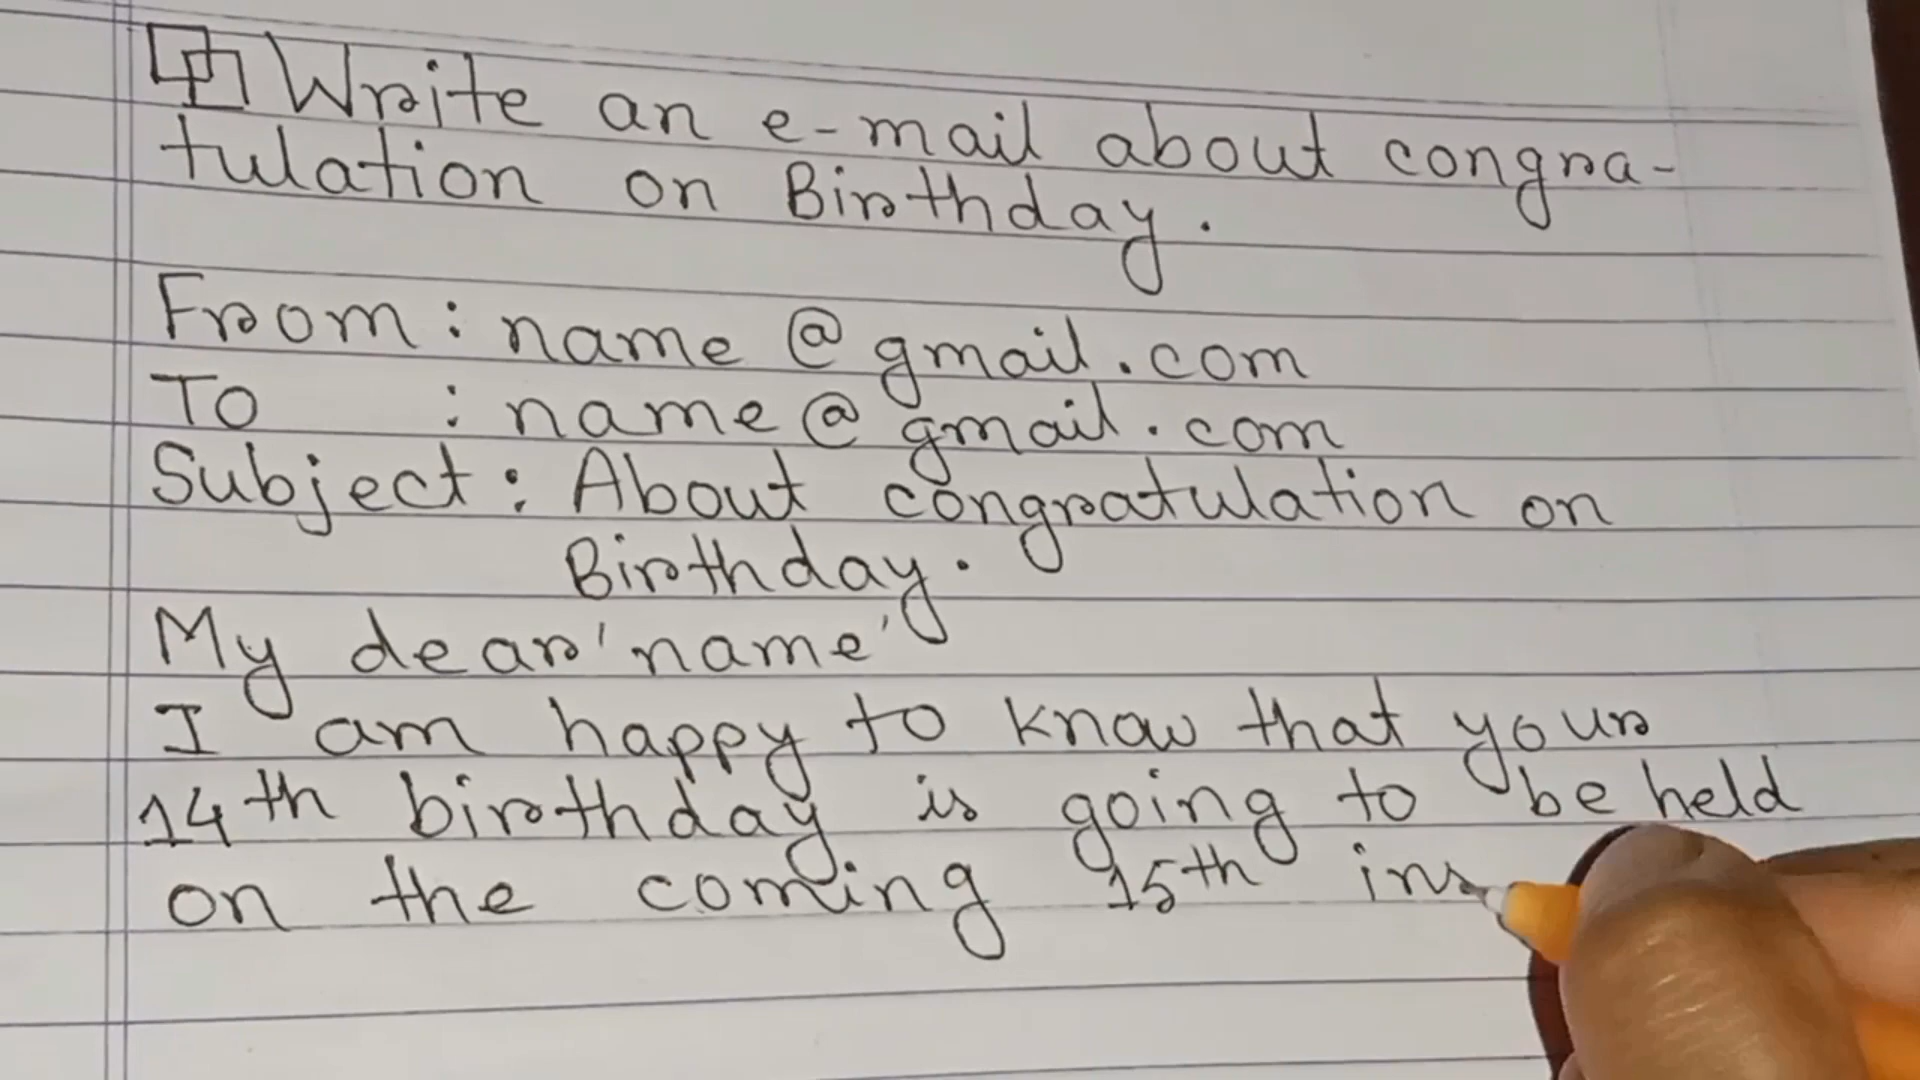 Write an e-mail about congra-
tulation on Birthday.
From : name @ gmail.com
To : name @ gmail.com
Subject : About congratulation on
Birthday.
My dear 'name'
I am happy to know that your
14th birthday is going to be held
on the coming 15th ins